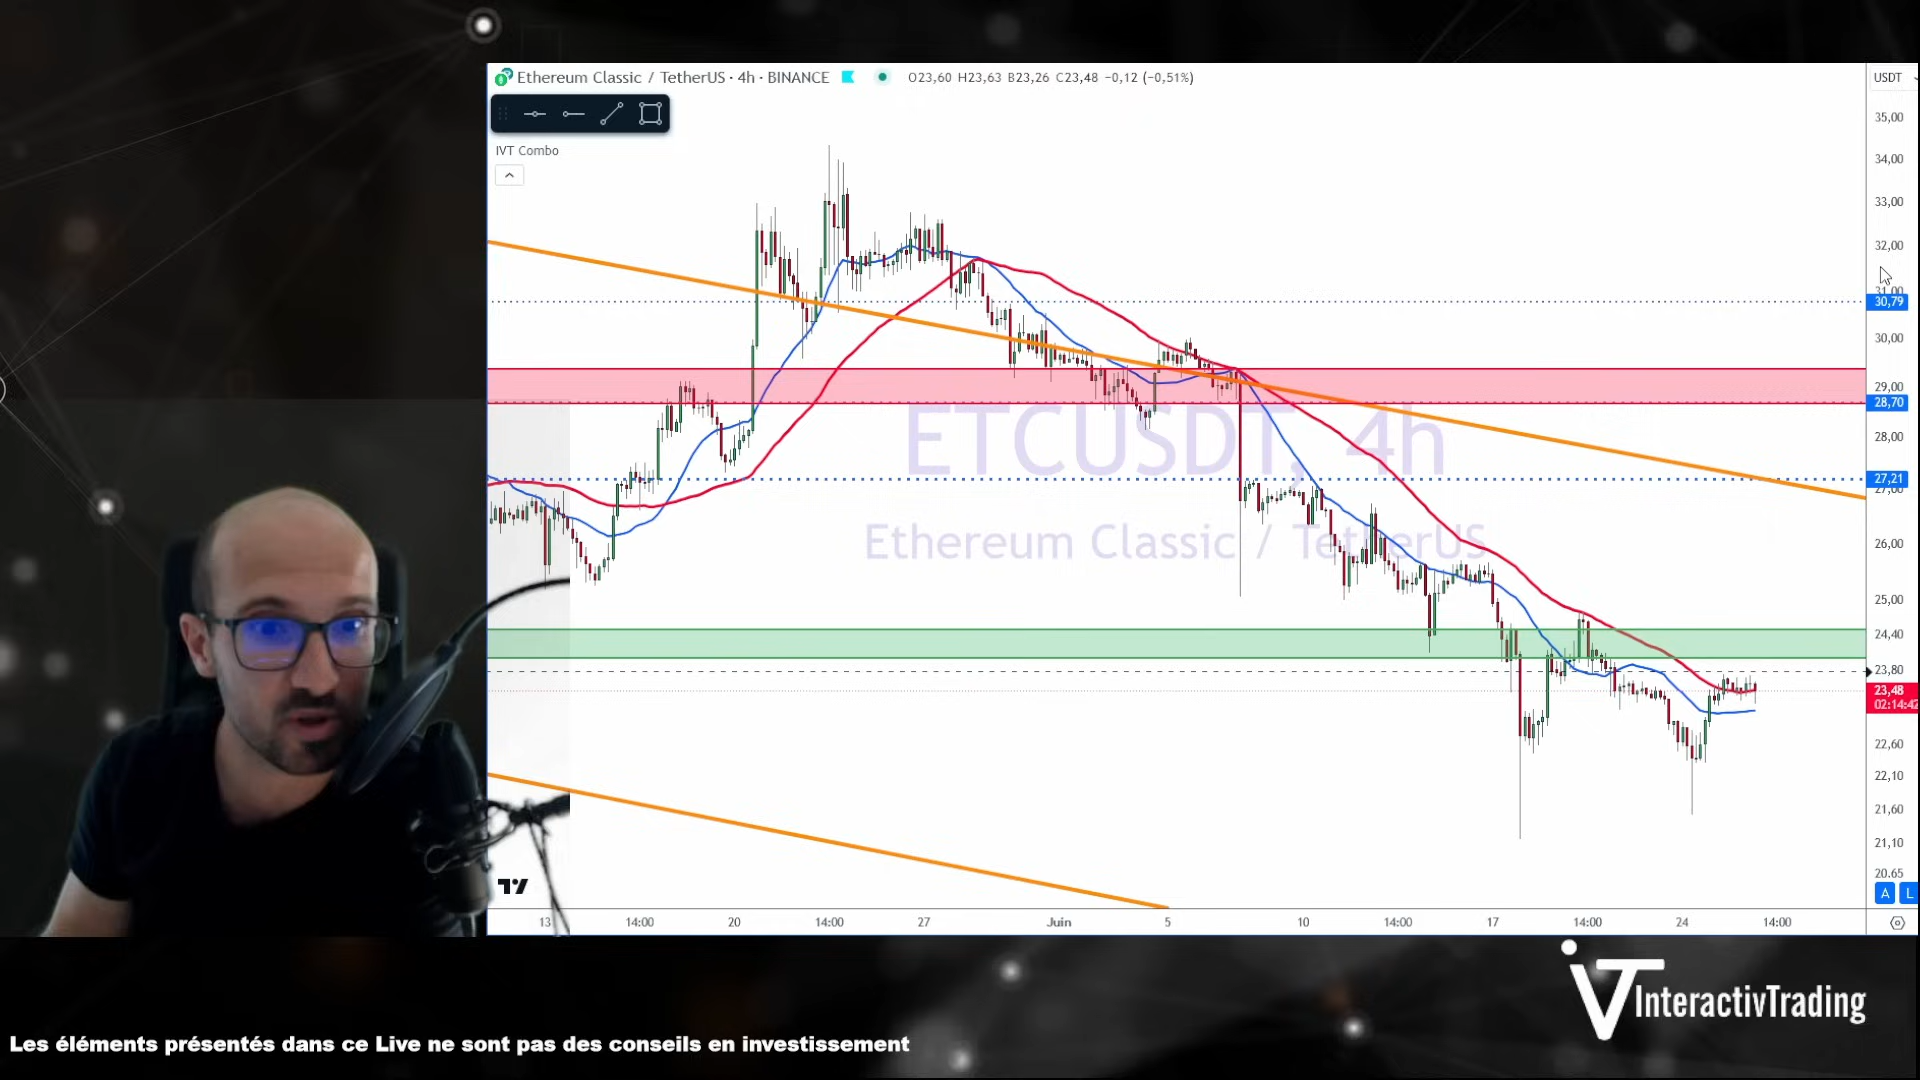 Ethereum Classic / TetherUS · 4h · BINANCE
O23,60 H23,63 B23,26 C23,48 −0,12 (−0,51%)
USDT
IVT Combo
35,00
34,00
33,00
32,00
31,00
30,79
30,00
29,00
28,70
28,00
27,21
27,00
26,00
25,00
24,40
23,80
23,48
02:14:42
22,60
22,10
21,60
21,10
20.65
ETCUSDT, 4h
Ethereum Classic / TetherUS
A L
13 14:00 20 14:00 27 Juin 5 10 14:00 17 14:00 24 14:00
InteractivTrading
Les éléments présentés dans ce Live ne sont pas des conseils en investissement